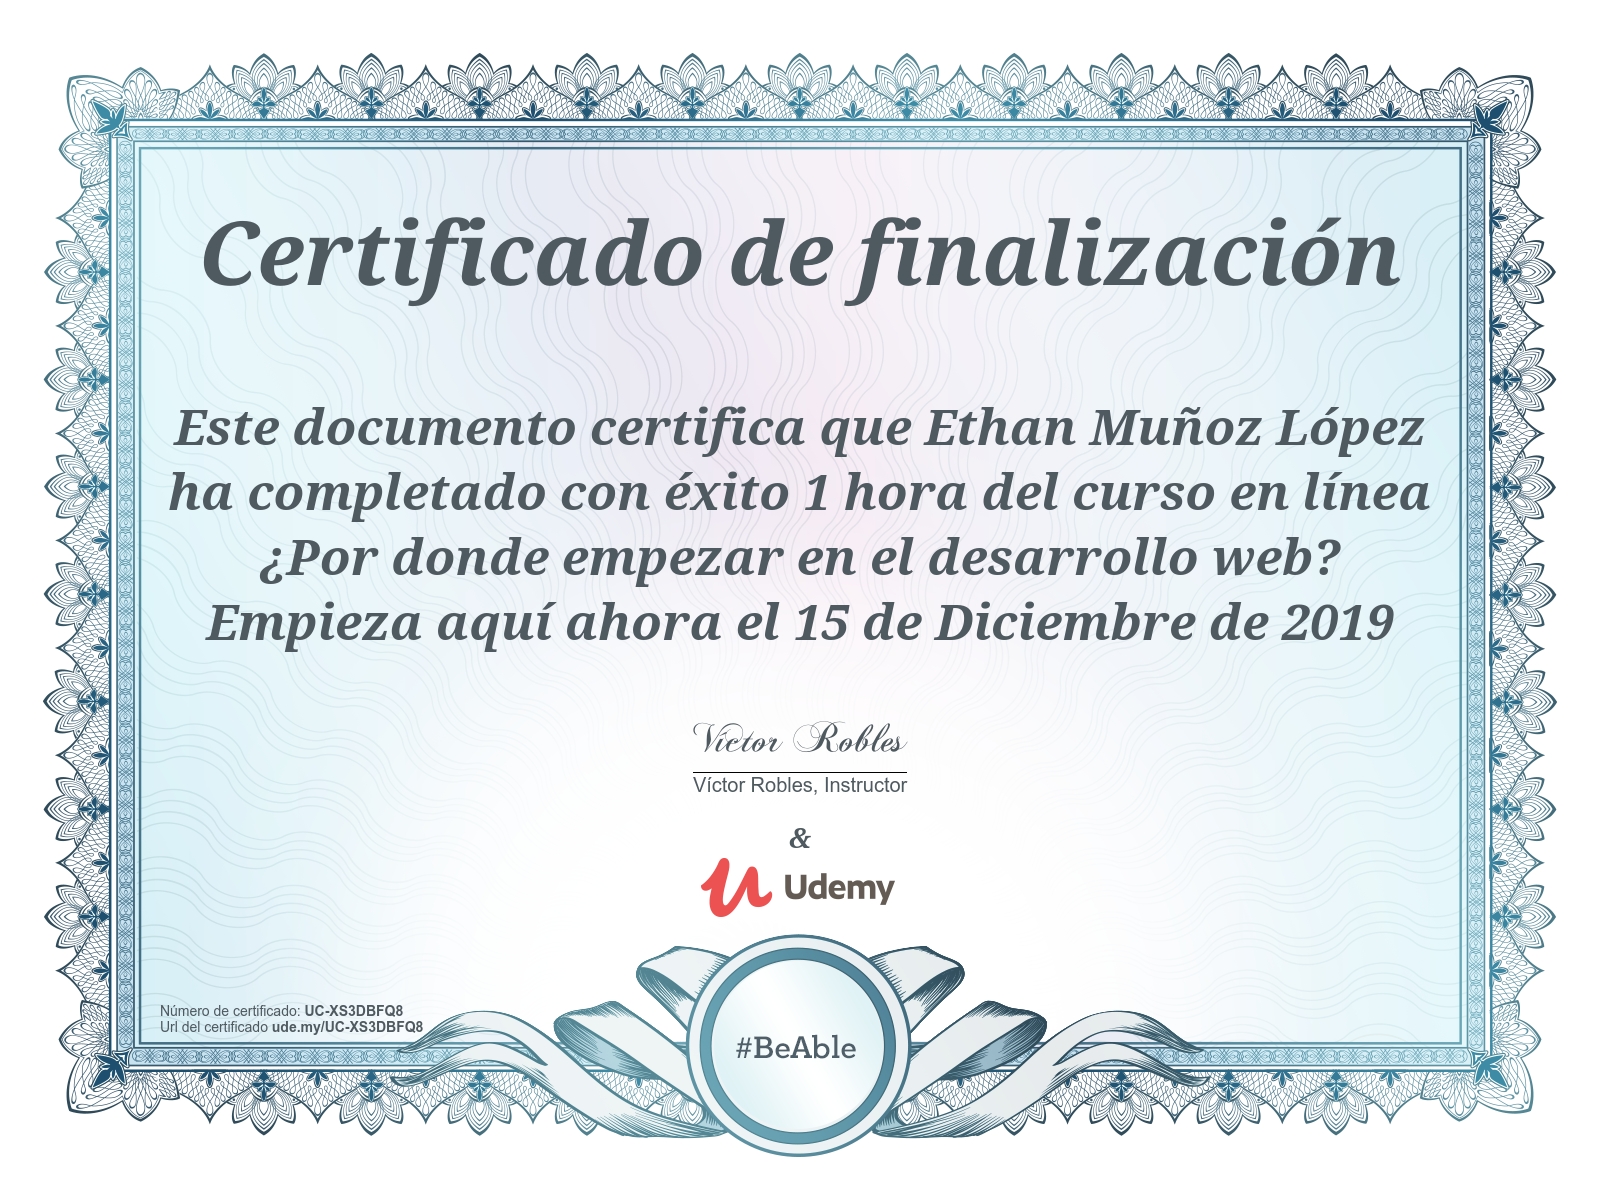 Certificado de finalización
Este documento certifica que Ethan Muñoz López
ha completado con éxito 1 hora del curso en línea
¿Por donde empezar en el desarrollo web?
Empieza aquí ahora el 15 de Diciembre de 2019
Víctor Robles
Víctor Robles, Instructor
&
Udemy
Número de certificado: UC-XS3DBFQ8
Url del certificado ude.my/UC-XS3DBFQ8
#BeAble